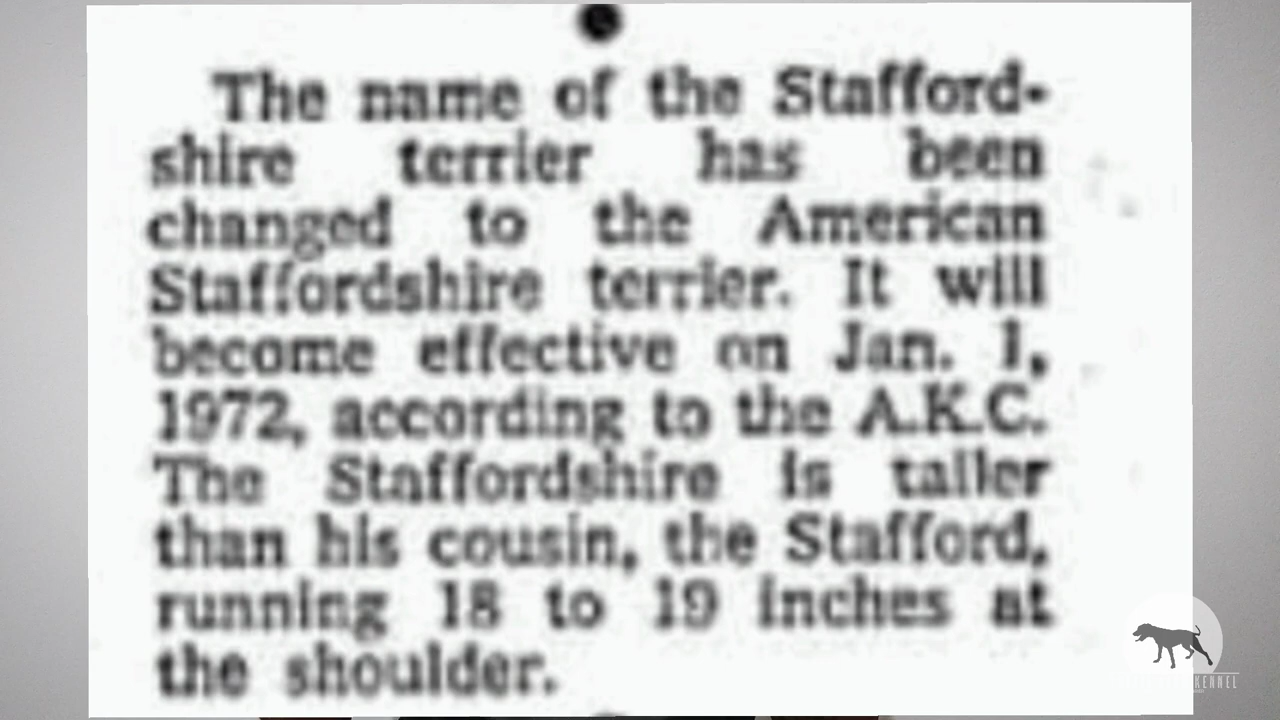 The name of the Stafford-
shire terrier has been
changed to the American
Staffordshire terrier. It will
become effective on Jan. 1,
1972, according to the A.K.C.
The Staffordshire is taller
than his cousin, the Stafford,
running 18 to 19 inches at
the shoulder.
KENNEL